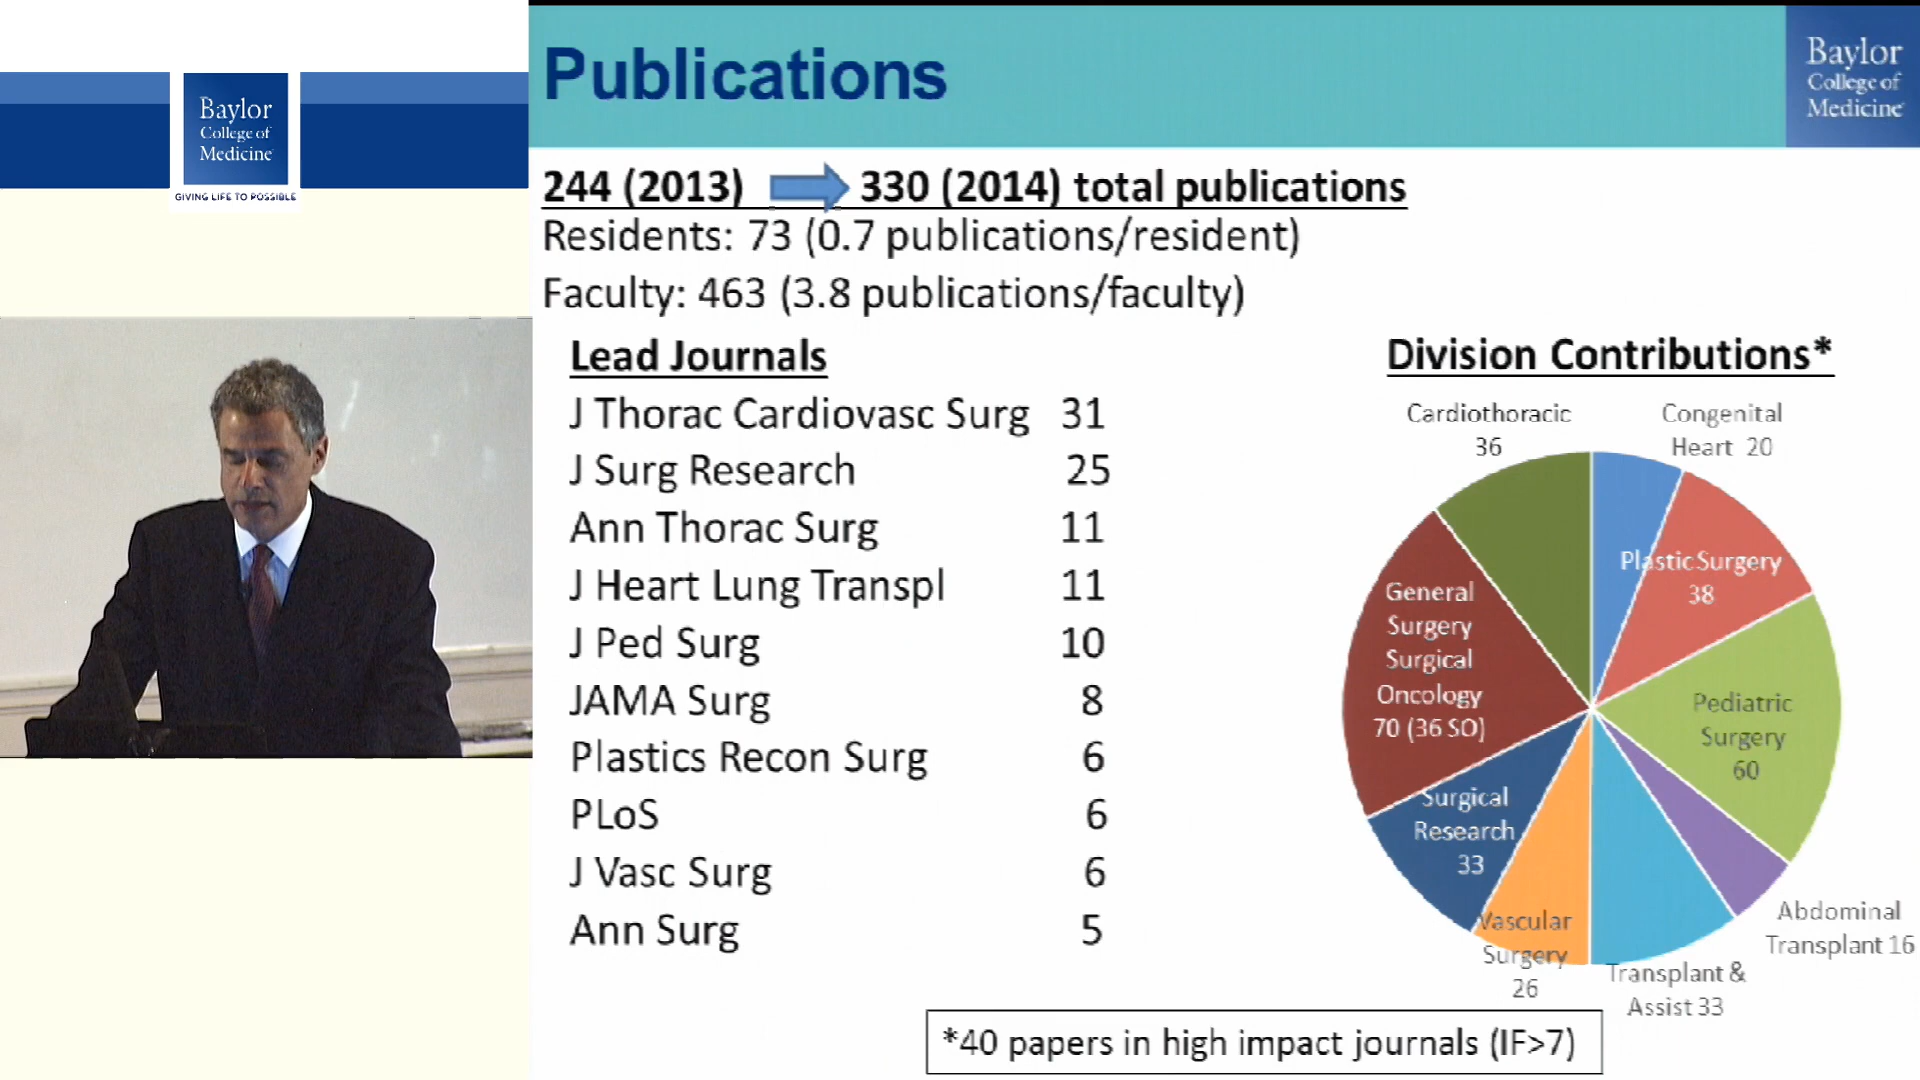 Baylor
College of
Medicine
GIVING LIFE TO POSSIBLE
Publications
Baylor
College of
Medicine
244 (2013) 330 (2014) total publications
Residents: 73 (0.7 publications/resident)
Faculty: 463 (3.8 publications/faculty)
Lead Journals
J Thorac Cardiovasc Surg 31
J Surg Research 25
Ann Thorac Surg 11
J Heart Lung Transpl 11
J Ped Surg 10
JAMA Surg 8
Plastics Recon Surg 6
PLoS 6
J Vasc Surg 6
Ann Surg 5
Division Contributions*
Cardiothoracic
36
Congenital
Heart 20
Plastic Surgery
38
General
Surgery
Surgical
Oncology
70 (36 SO)
Pediatric
Surgery
60
Surgical
Research
33
Vascular
Surgery
26
Transplant &
Assist 33
Abdominal
Transplant 16
*40 papers in high impact journals (IF>7)